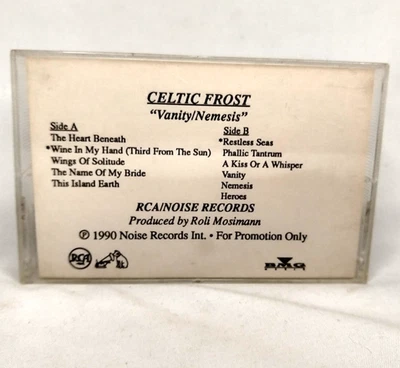 CELTIC FROST
"Vanity/Nemesis"
Side A
The Heart Beneath
*Wine In My Hand (Third From The Sun)
Wings Of Solitude
The Name Of My Bride
This Island Earth
Side B
*Restless Seas
Phallic Tantrum
A Kiss Or A Whisper
Vanity
Nemesis
Heroes
RCA/NOISE RECORDS
Produced by Roli Mosimann
℗ 1990 Noise Records Int. • For Promotion Only
RCA
BMG